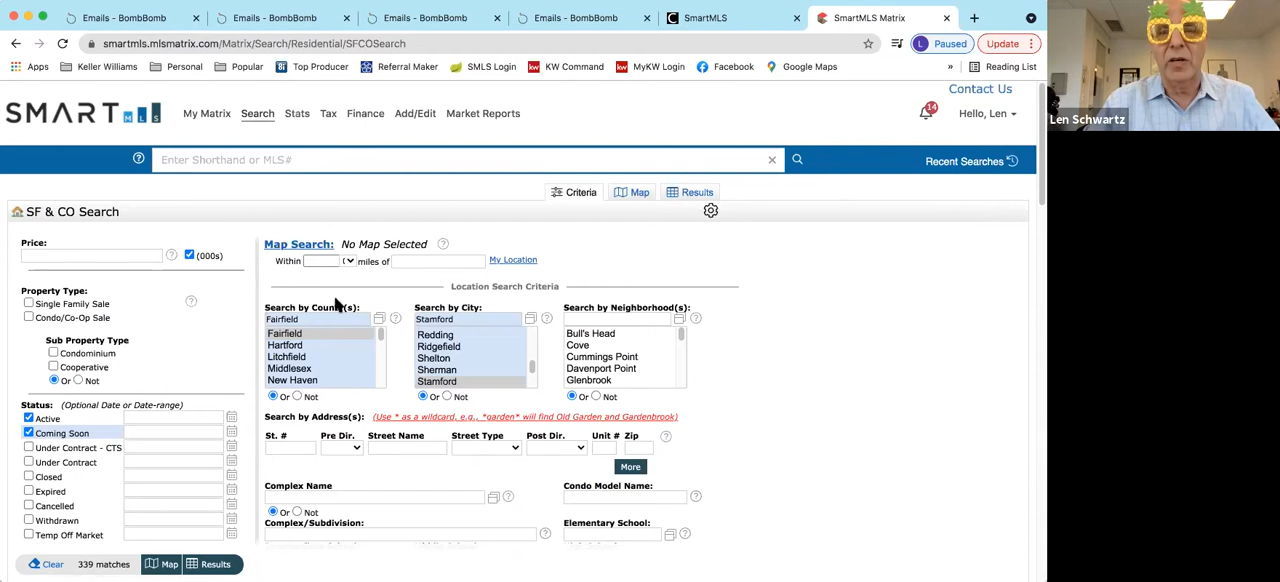 Emails - BombBomb
Emails - BombBomb
Emails - BombBomb
Emails - BombBomb
SmartMLS
SmartMLS Matrix
smartmls.mlsmatrix.com/Matrix/Search/Residential/SFCOSearch
L Paused
Update
Apps
Keller Williams
Personal
Popular
Top Producer
Referral Maker
SMLS Login
kw KW Command
kw MyKW Login
Facebook
Google Maps
»
Reading List
Len Schwartz
Contact Us
SMART MLS
My Matrix
Search
Stats
Tax
Finance
Add/Edit
Market Reports
14
Hello, Len
Enter Shorthand or MLS#
Recent Searches
Criteria
Map
Results
SF & CO Search
Price:
(000s)
Property Type:
Single Family Sale
Condo/Co-Op Sale
Sub Property Type
Condominium
Cooperative
Or Not
Status: (Optional Date or Date-range)
Active
Coming Soon
Under Contract - CTS
Under Contract
Closed
Expired
Cancelled
Withdrawn
Temp Off Market
Clear
339 matches
Map
Results
Map Search: No Map Selected
Within
miles of
My Location
Location Search Criteria
Search by County(s):
Fairfield
Fairfield
Hartford
Litchfield
Middlesex
New Haven
Or Not
Search by City:
Stamford
Redding
Ridgefield
Shelton
Sherman
Stamford
Or Not
Search by Neighborhood(s):
Bull's Head
Cove
Cummings Point
Davenport Point
Glenbrook
Or Not
Search by Address(s): (Use * as a wildcard, e.g., *garden* will find Old Garden and Gardenbrook)
St. # Pre Dir. Street Name Street Type Post Dir. Unit # Zip
More
Complex Name
Condo Model Name:
Or Not
Complex/Subdivision:
Elementary School: